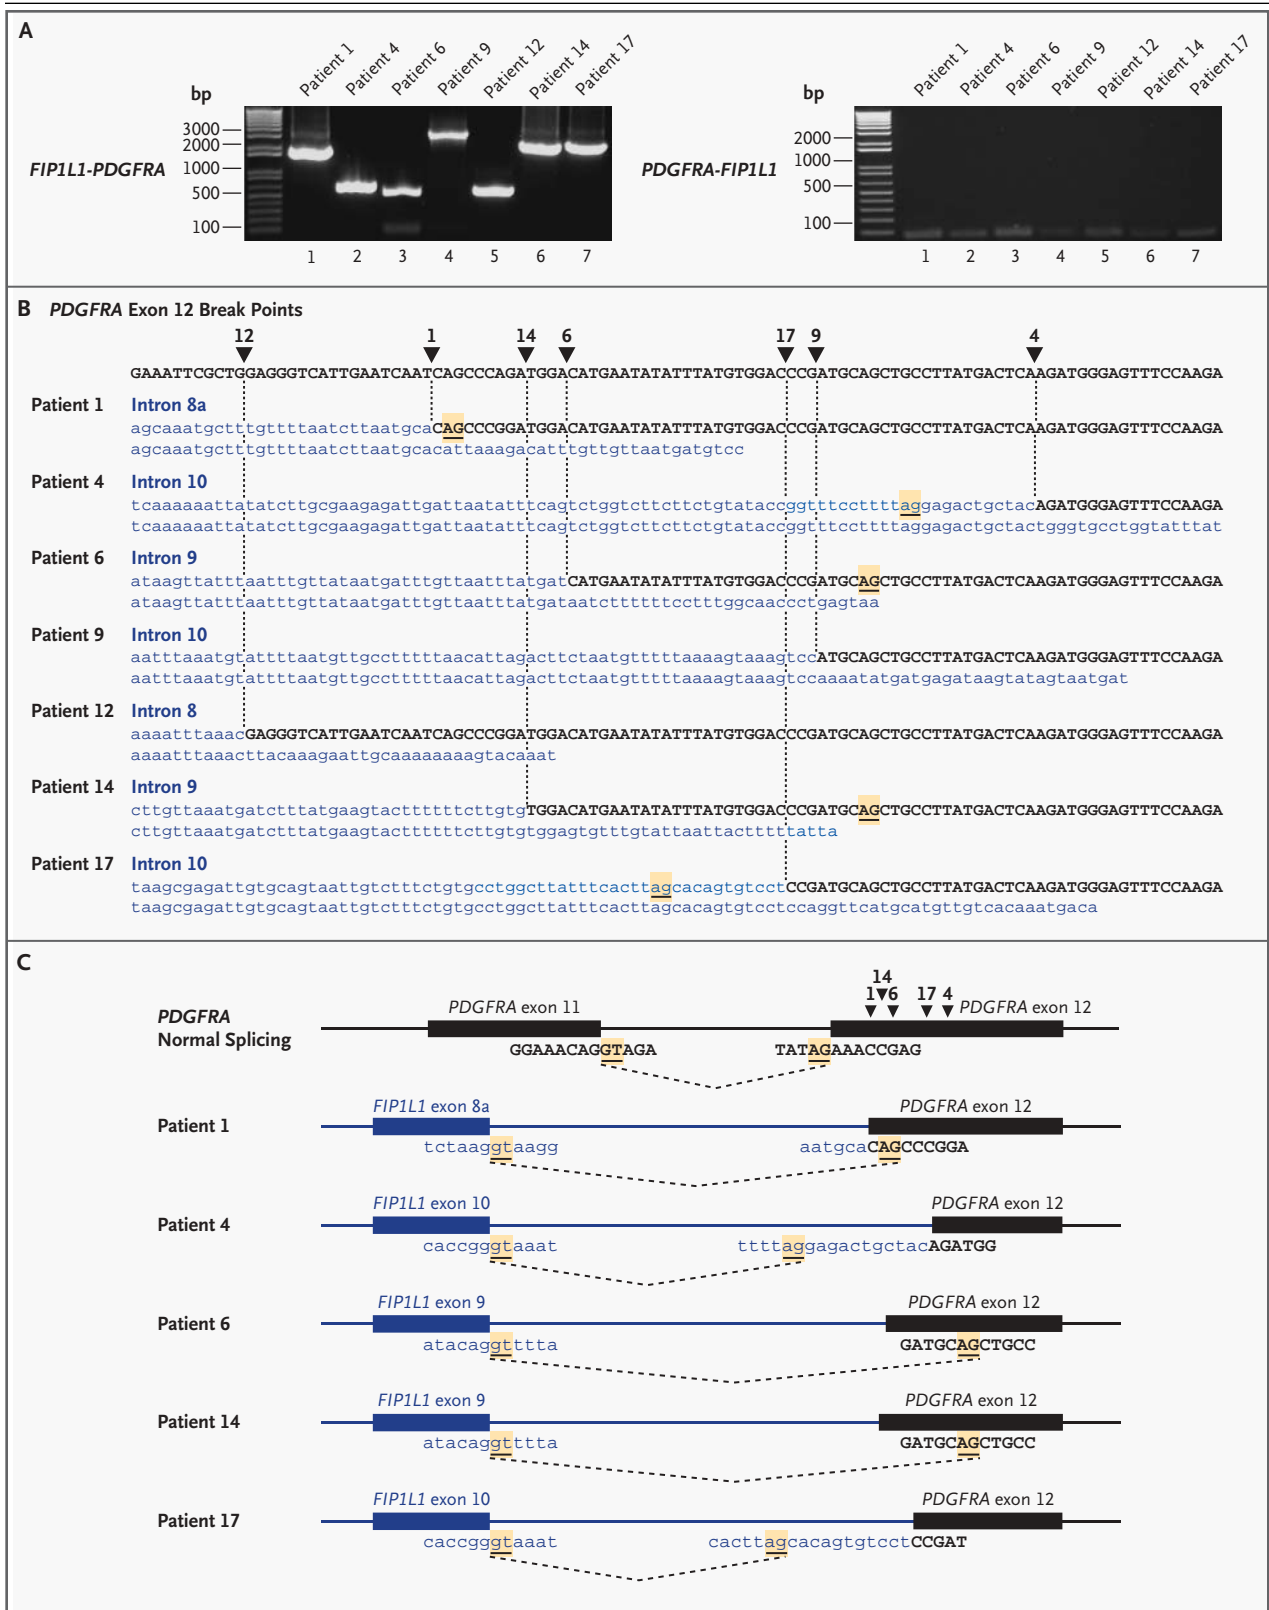 A
Patient 1 Patient 4 Patient 6 Patient 9 Patient 12 Patient 14 Patient 17
bp
3000
2000
1000
500
100
FIP1L1-PDGFRA
1 2 3 4 5 6 7
Patient 1 Patient 4 Patient 6 Patient 9 Patient 12 Patient 14 Patient 17
bp
2000
1000
500
100
PDGFRA-FIP1L1
1 2 3 4 5 6 7
B PDGFRA Exon 12 Break Points
12 1 14 6 17 9 4
GAAATTCGCTGGAGGGTCATTGAATCAATCAGCCCAGATGGACATGAATATATTTATGTGGACCCGATGCAGCTGCCTTATGACTCAAGATGGGAGTTTCCAAGA
Patient 1 Intron 8a
agcaaatgctttgttttaatcttaatgcaCAGCCCGGATGGACATGAATATATTTATGTGGACCCGATGCAGCTGCCTTATGACTCAAGATGGGAGTTTCCAAGA
agcaaatgctttgttttaatcttaatgcacattaaagacatttgttgttaatgatgtcc
Patient 4 Intron 10
tcaaaaaattatatcttgcgaagagattgattaatatttcagtctggtcttcttctgtataccggtttccttttaggagactgctacAGATGGGAGTTTCCAAGA
tcaaaaaattatatcttgcgaagagattgattaatatttcagtctggtcttcttctgtataccggtttccttttaggagactgctactgggtgcctggtatttat
Patient 6 Intron 9
ataagttatttaatttgttataatgatttgttaatttatgatCATGAATATATTTATGTGGACCCGATGCAGCTGCCTTATGACTCAAGATGGGAGTTTCCAAGA
ataagttatttaatttgttataatgatttgttaatttatgataatcttttttcctttggcaaccctgagtaa
Patient 9 Intron 10
aatttaaatgtattttaatgttgcctttttaacattagacttctaatgtttttaaaagtaaagtccATGCAGCTGCCTTATGACTCAAGATGGGAGTTTCCAAGA
aatttaaatgtattttaatgttgcctttttaacattagacttctaatgtttttaaaagtaaagtccaaaatatgatgagataagtatagtaatgat
Patient 12 Intron 8
aaaatttaaacGAGGGTCATTGAATCAATCAGCCCGGATGGACATGAATATATTTATGTGGACCCGATGCAGCTGCCTTATGACTCAAGATGGGAGTTTCCAAGA
aaaatttaaacttacaaagaattgcaaaaaaaagtacaaat
Patient 14 Intron 9
cttgttaaatgatctttatgaagtacttttttcttgtgTGGACATGAATATATTTATGTGGACCCGATGCAGCTGCCTTATGACTCAAGATGGGAGTTTCCAAGA
cttgttaaatgatctttatgaagtacttttttcttgtgtggagtgtttgtattaattactttttatta
Patient 17 Intron 10
taagcgagattgtgcagtaattgtctttctgtgcctggcttatttcacttagcacagtgtcctCCGATGCAGCTGCCTTATGACTCAAGATGGGAGTTTCCAAGA
taagcgagattgtgcagtaattgtctttctgtgcctggcttatttcacttagcacagtgtcctccaggttcatgcatgttgtcacaaatgaca
C
14
1 6 17 4
PDGFRA exon 11 PDGFRA exon 12
PDGFRA
Normal Splicing
GGAAACAGGTAGA TATAGAAACCGAG
FIP1L1 exon 8a PDGFRA exon 12
Patient 1
tctaaggtaagg aatgcaCAGCCCGGA
FIP1L1 exon 10 PDGFRA exon 12
Patient 4
caccgggtaaat ttttaggagactgctacAGATGG
FIP1L1 exon 9 PDGFRA exon 12
Patient 6
atacaggttttta GATGCAGCTGCC
FIP1L1 exon 9 PDGFRA exon 12
Patient 14
atacaggttttta GATGCAGCTGCC
FIP1L1 exon 10 PDGFRA exon 12
Patient 17
caccgggtaaat cacttagcacagtgtcctCCGAT